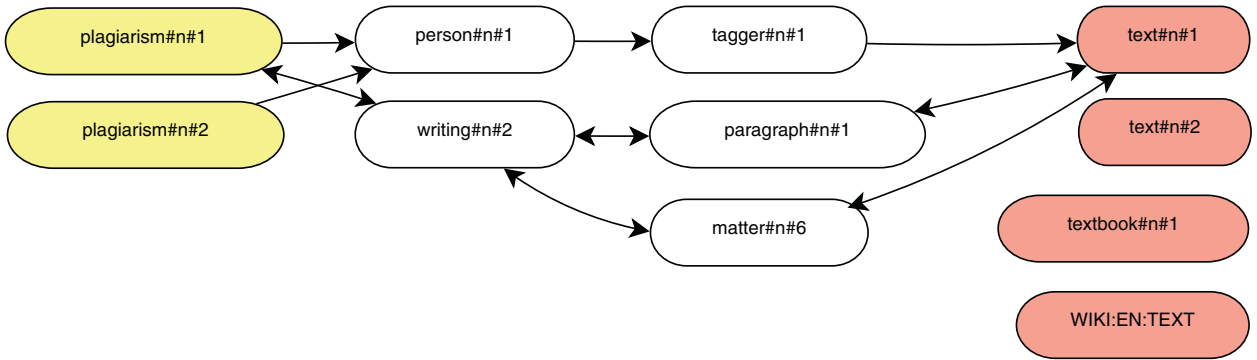 plagiarism#n#1
person#n#1
tagger#n#1
text#n#1
plagiarism#n#2
writing#n#2
paragraph#n#1
text#n#2
matter#n#6
textbook#n#1
WIKI:EN:TEXT